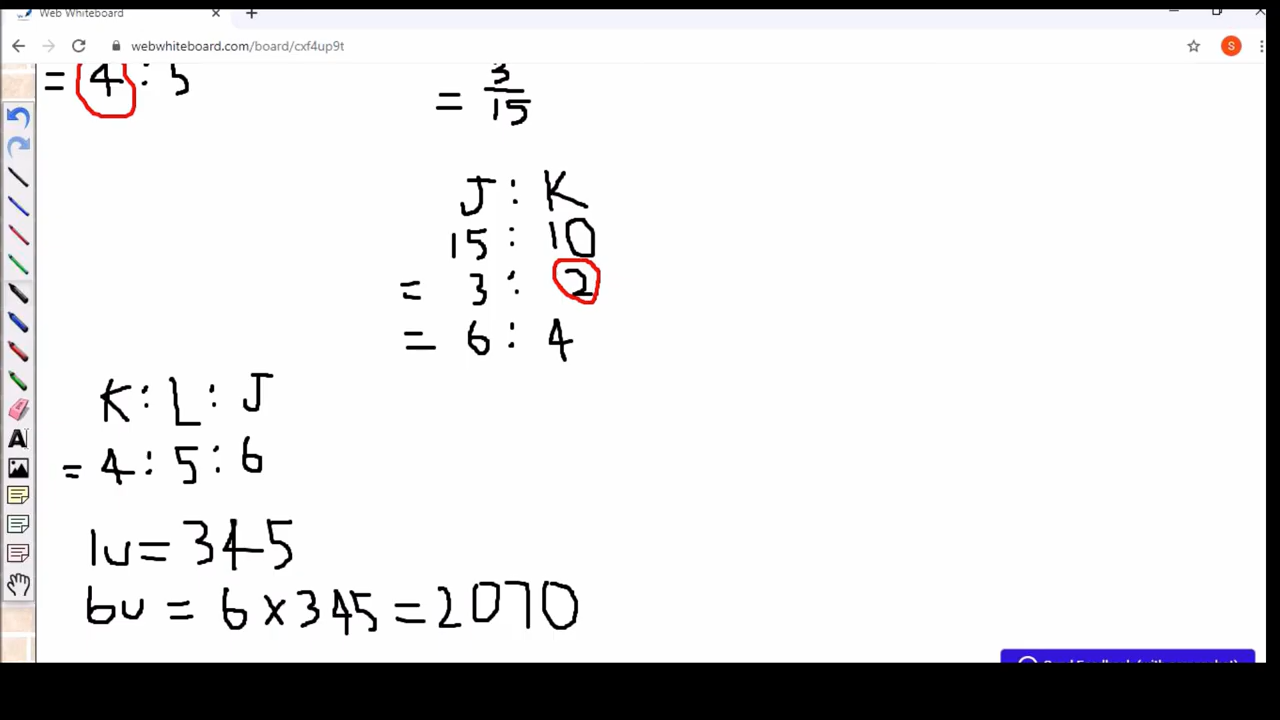 Web Whiteboard
webwhiteboard.com/board/cxf4up9t
S
= 4 : 5
= 3/15
J : K
15 : 10
= 3 : 2
= 6 : 4
K : L : J
= 4 : 5 : 6
1u = 345
6u = 6 x 345 = 2070
A